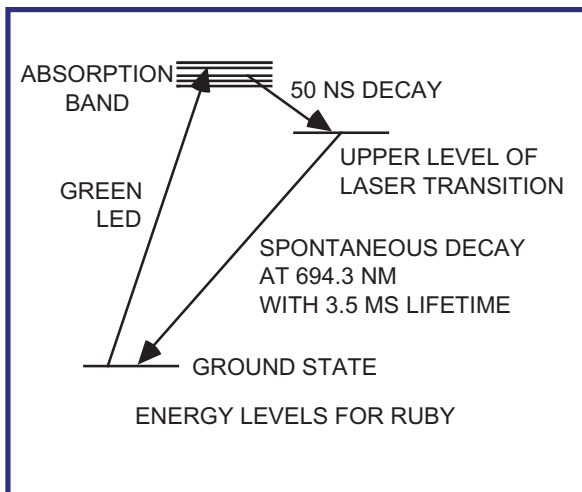 ABSORPTION
BAND
50 NS DECAY
UPPER LEVEL OF
LASER TRANSITION
GREEN
LED
SPONTANEOUS DECAY
AT 694.3 NM
WITH 3.5 MS LIFETIME
GROUND STATE
ENERGY LEVELS FOR RUBY